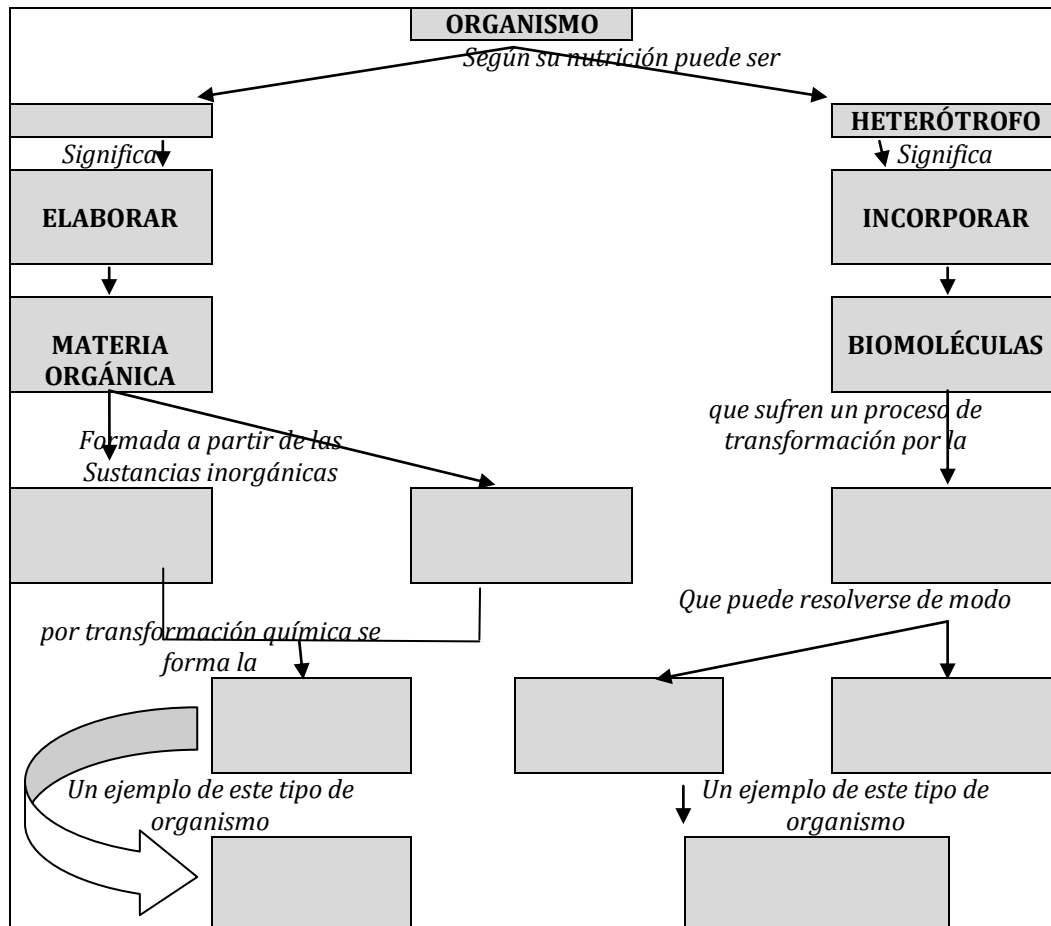 ORGANISMO
Según su nutrición puede ser
HETERÓTROFO
Significa
Significa
ELABORAR
INCORPORAR
MATERIA
ORGÁNICA
BIOMOLÉCULAS
Formada a partir de las
Sustancias inorgánicas
que sufren un proceso de
transformación por la
Que puede resolverse de modo
por transformación química se
forma la
Un ejemplo de este tipo de
organismo
Un ejemplo de este tipo de
organismo